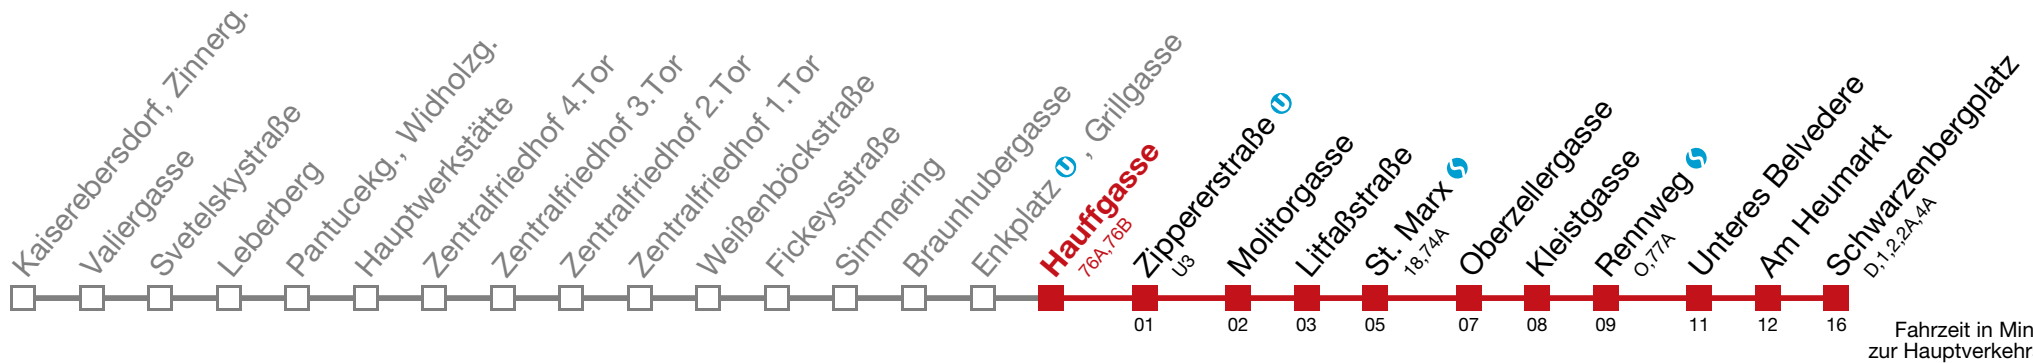 Kaiserebersdorf, Zinnerg.
Valiergasse
Svetelskystraße
Leberberg
Pantucekg., Widholzg.
Hauptwerkstätte
Zentralfriedhof 4.Tor
Zentralfriedhof 3.Tor
Zentralfriedhof 2.Tor
Zentralfriedhof 1.Tor
Weißenböckstraße
Fickeysstraße
Simmering
Braunhubergasse
Enkplatz U , Grillgasse
Hauffgasse
76A,76B
Zippererstraße U
U3
Molitorgasse
Litfaßstraße
St. Marx S
18,74A
Oberzellergasse
Kleistgasse
Rennweg S
O,77A
Unteres Belvedere
Am Heumarkt
Schwarzenbergplatz
D,1,2,2A,4A
01 02 03 05 07 08 09 11 12 16
Fahrzeit in Min
zur Hauptverkehr